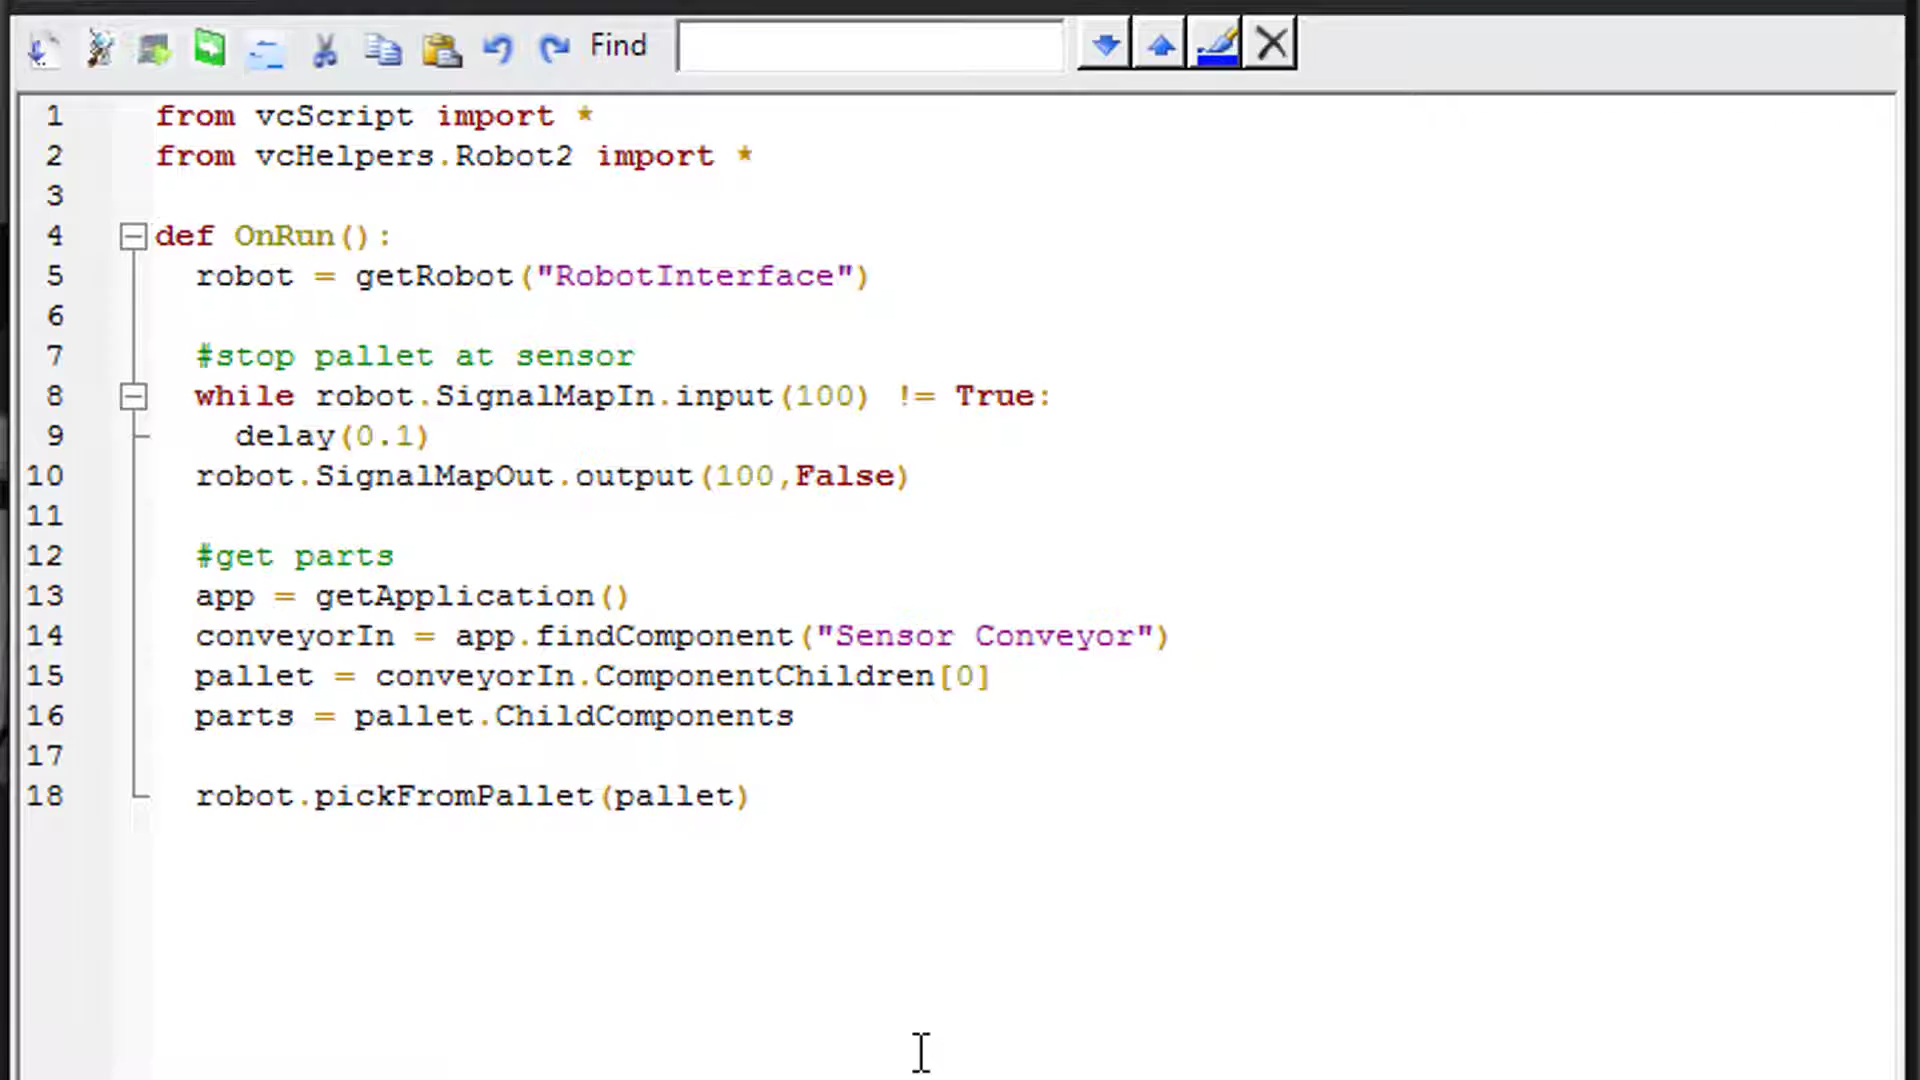 Find
1 from vcScript import *
2 from vcHelpers.Robot2 import *
3
4 def OnRun():
5 robot = getRobot("RobotInterface")
6
7 #stop pallet at sensor
8 while robot.SignalMapIn.input(100) != True:
9 delay(0.1)
10 robot.SignalMapOut.output(100,False)
11
12 #get parts
13 app = getApplication()
14 conveyorIn = app.findComponent("Sensor Conveyor")
15 pallet = conveyorIn.ComponentChildren[0]
16 parts = pallet.ChildComponents
17
18 robot.pickFromPallet(pallet)